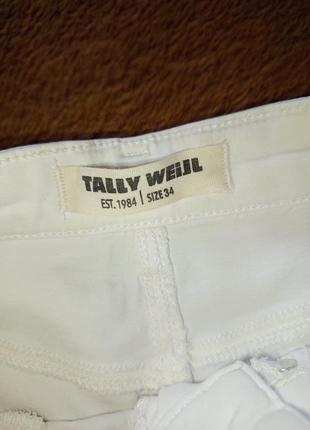 TALLY WEiJL
EST. 1984 | SIZE 34